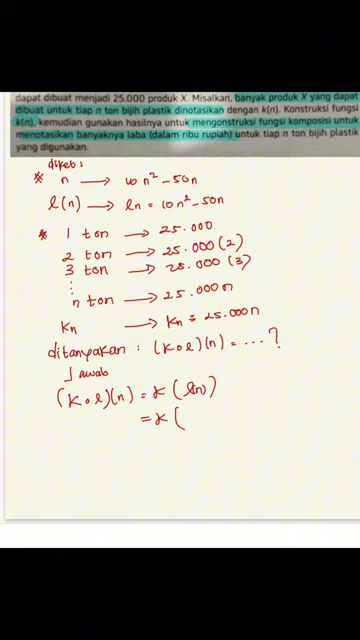 dapat dibuat menjadi 25.000 produk X. Misalkan, banyak produk X yang dapat
dibuat untuk tiap n ton bijih plastik dinotasikan dengan k(n). Konstruksi fungsi
k(n), kemudian gunakan hasilnya untuk mengonstruksi fungsi komposisi untuk
menotasikan banyaknya laba (dalam ribu rupiah) untuk tiap n ton bijih plastik
yang digunakan.
diket :
* n → 10n² - 50n
l(n) → ln = 10n² - 50n
* 1 ton → 25.000
2 ton → 25.000 (2)
3 ton → 25.000 (3)
⋮
n ton → 25.000n
kn → kn = 25.000n
ditanyakan : (k o l)(n) = .... ?
Jawab
(k o l)(n) = k (ln)
= k (